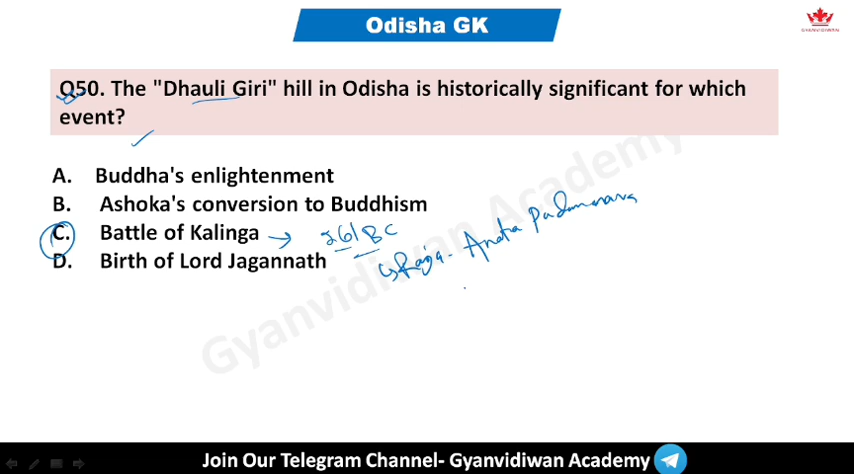 Odisha GK
GYANVIDIWAN
Q50. The "Dhauli Giri" hill in Odisha is historically significant for which
event?
A. Buddha's enlightenment
B. Ashoka's conversion to Buddhism
C. Battle of Kalinga → 261 BC
Raja - Padmanava
D. Birth of Lord Jagannath
Gyanvidiwan Academy
Join Our Telegram Channel- Gyanvidiwan Academy